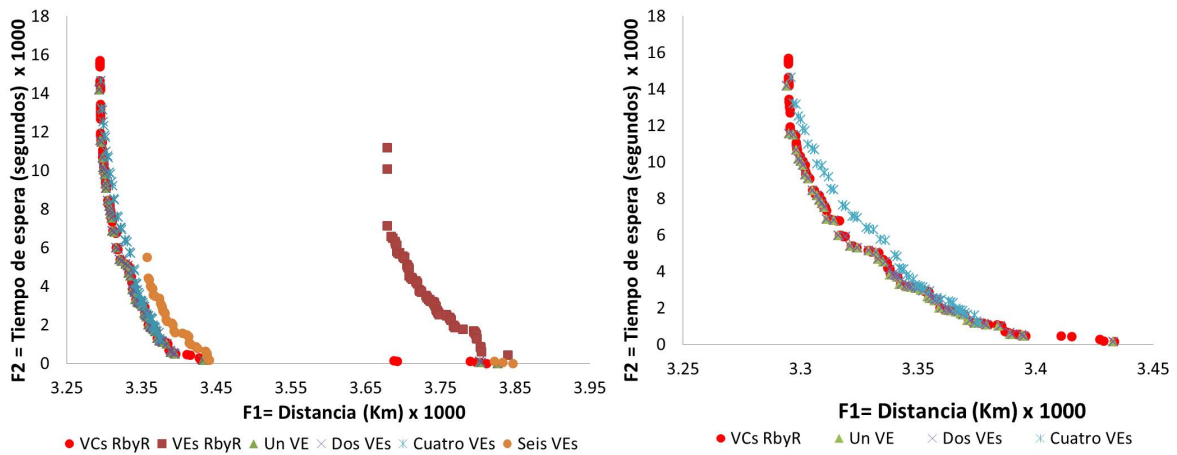 F2 = Tiempo de espera (segundos) x 1000
18
16
14
12
10
8
6
4
2
0
3.25 3.35 3.45 3.55 3.65 3.75 3.85 3.95
F1= Distancia (Km) x 1000
VCs RbyR VEs RbyR Un VE Dos VEs Cuatro VEs Seis VEs
F2 = Tiempo de espera (segundos) x 1000
18
16
14
12
10
8
6
4
2
0
3.25 3.3 3.35 3.4 3.45
F1= Distancia (Km) x 1000
VCs RbyR Un VE Dos VEs Cuatro VEs